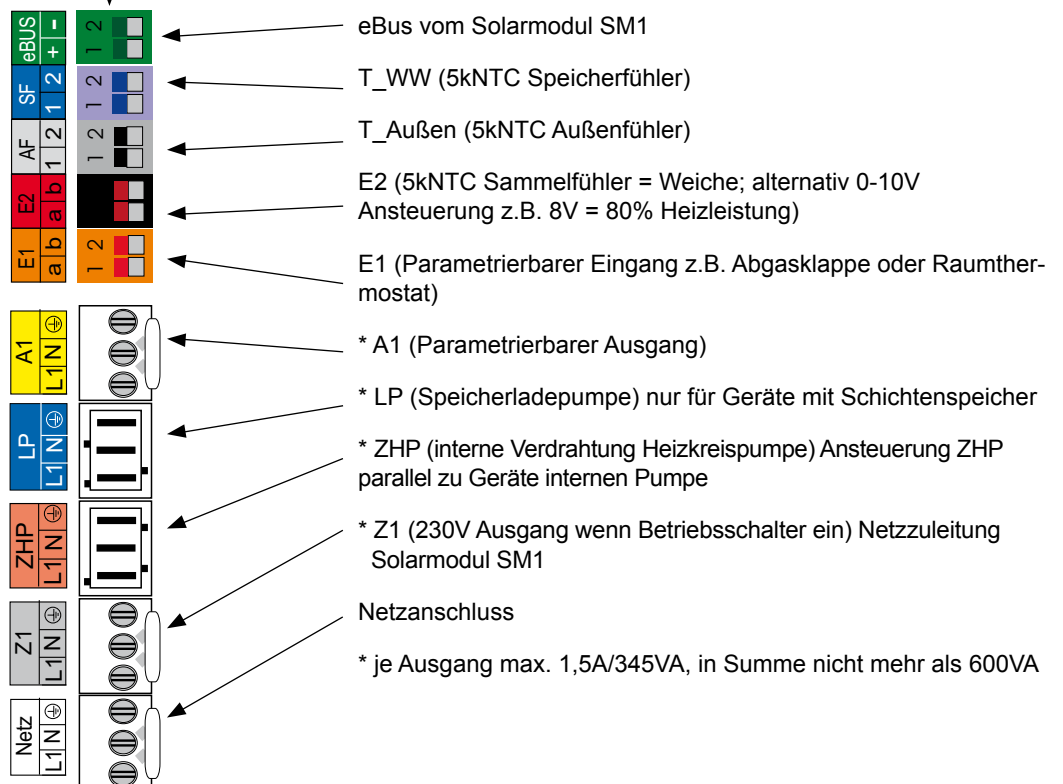 eBUS
+ -
1 2
eBus vom Solarmodul SM1
SF
1 2
1 2
T_WW (5kNTC Speicherfühler)
AF
1 2
1 2
T_Außen (5kNTC Außenfühler)
E2
a b
E2 (5kNTC Sammelfühler = Weiche; alternativ 0-10V
Ansteuerung z.B. 8V = 80% Heizleistung)
E1
a b
1 2
E1 (Parametrierbarer Eingang z.B. Abgasklappe oder Raumther-
mostat)
A1
L1 N
* A1 (Parametrierbarer Ausgang)
LP
L1 N
* LP (Speicherladepumpe) nur für Geräte mit Schichtenspeicher
ZHP
L1 N
* ZHP (interne Verdrahtung Heizkreispumpe) Ansteuerung ZHP
parallel zu Geräte internen Pumpe
Z1
L1 N
* Z1 (230V Ausgang wenn Betriebsschalter ein) Netzzuleitung
Solarmodul SM1
Netz
L1 N
Netzanschluss
* je Ausgang max. 1,5A/345VA, in Summe nicht mehr als 600VA